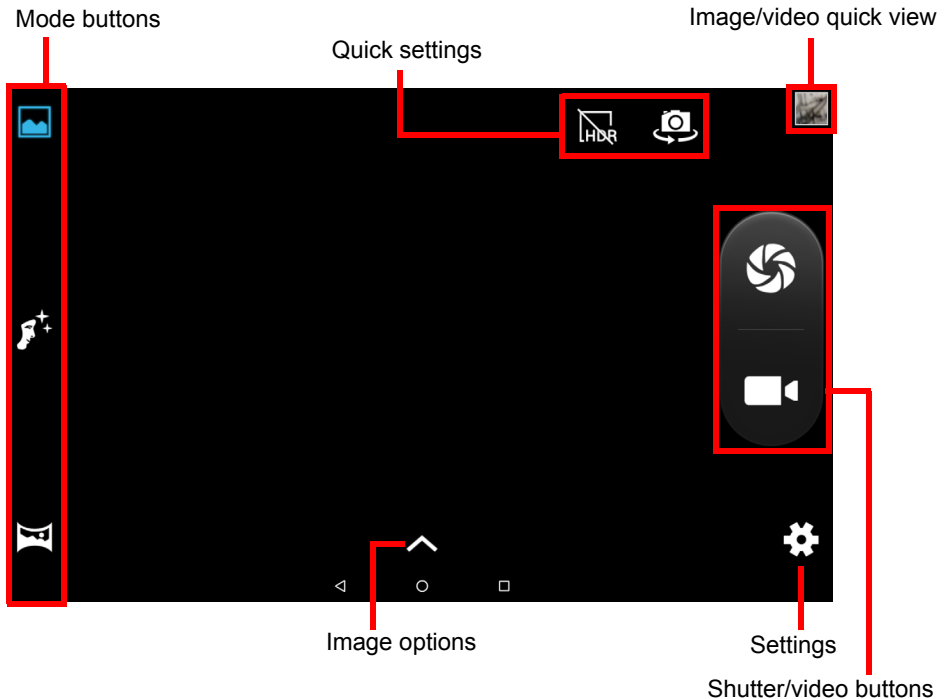 Mode buttons
Image/video quick view
Quick settings
HDR
Image options
Settings
Shutter/video buttons